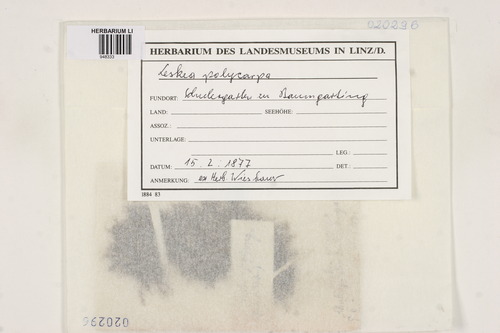 020296
HERBARIUM LI
948333
HERBARIUM DES LANDESMUSEUMS IN LINZ/D.
Leskea polycarpa
FUNDORT: in Baumgarting
LAND: SEEHÖHE:
ASSOZ.:
UNTERLAGE:
LEG.:
DATUM: 15. 2. 1877 DET.:
ANMERKUNG: ex Herb Wiesbaur
1884 83
020296